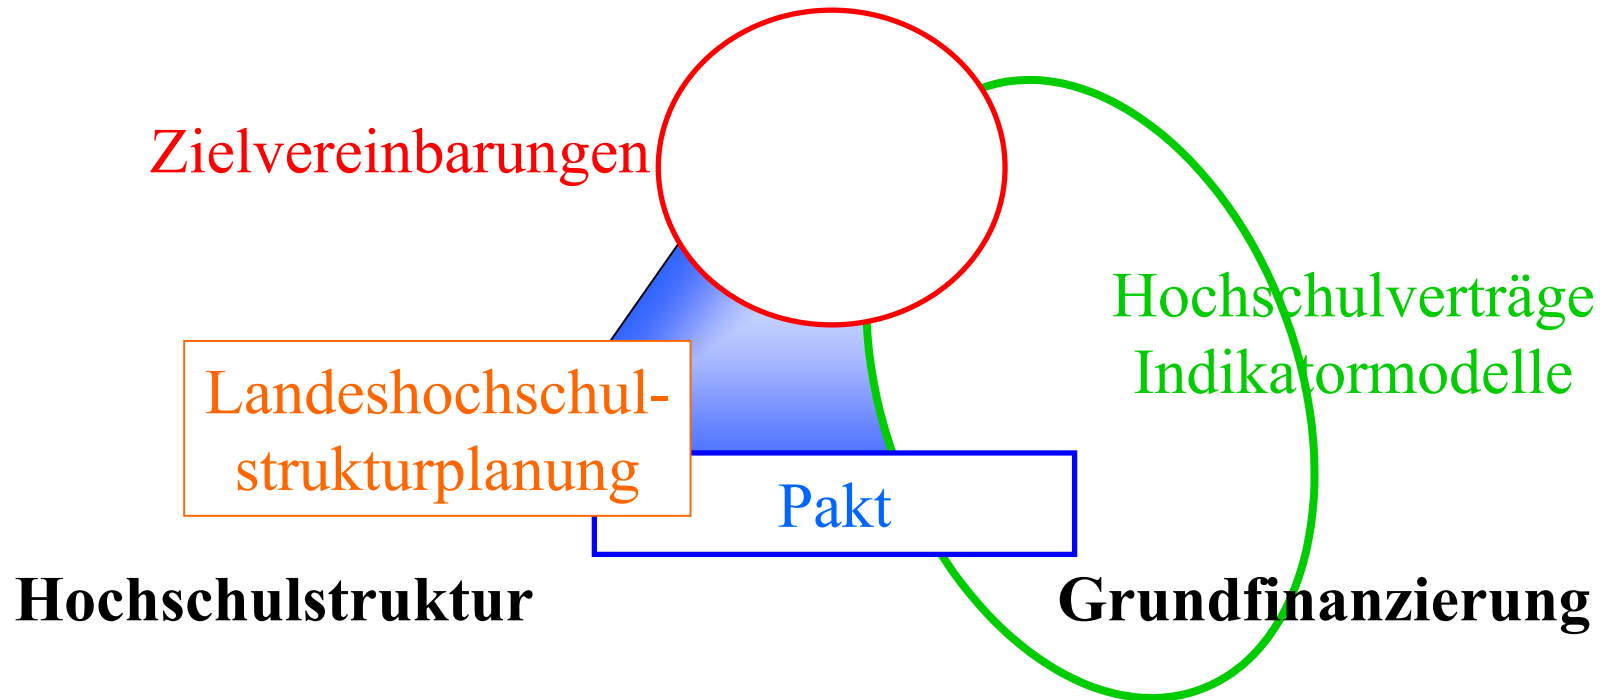 Zielvereinbarungen
Hochschulverträge
Indikatormodelle
Landeshochschul-
strukturplanung
Pakt
Hochschulstruktur
Grundfinanzierung